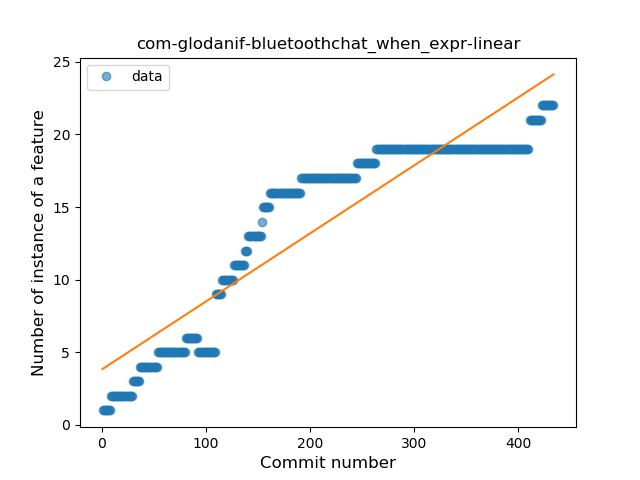 com-glodanif-bluetoothchat_when_expr-linear
data
Number of instance of a feature
25
20
15
10
5
0
0 100 200 300 400
Commit number